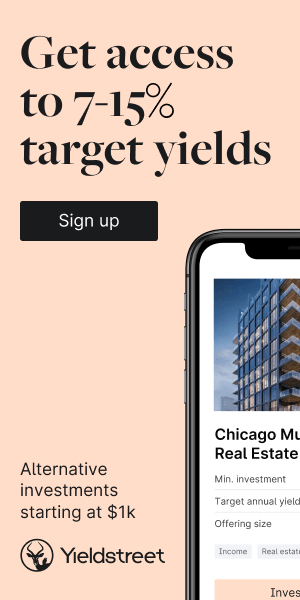 Get access
to 7-15%
target yields
Sign up
Chicago Mu
Real Estate
Min. investment
Target annual yield
Offering size
Income
Real estate
Inves
Alternative
investments
starting at $1k
Yieldstreet